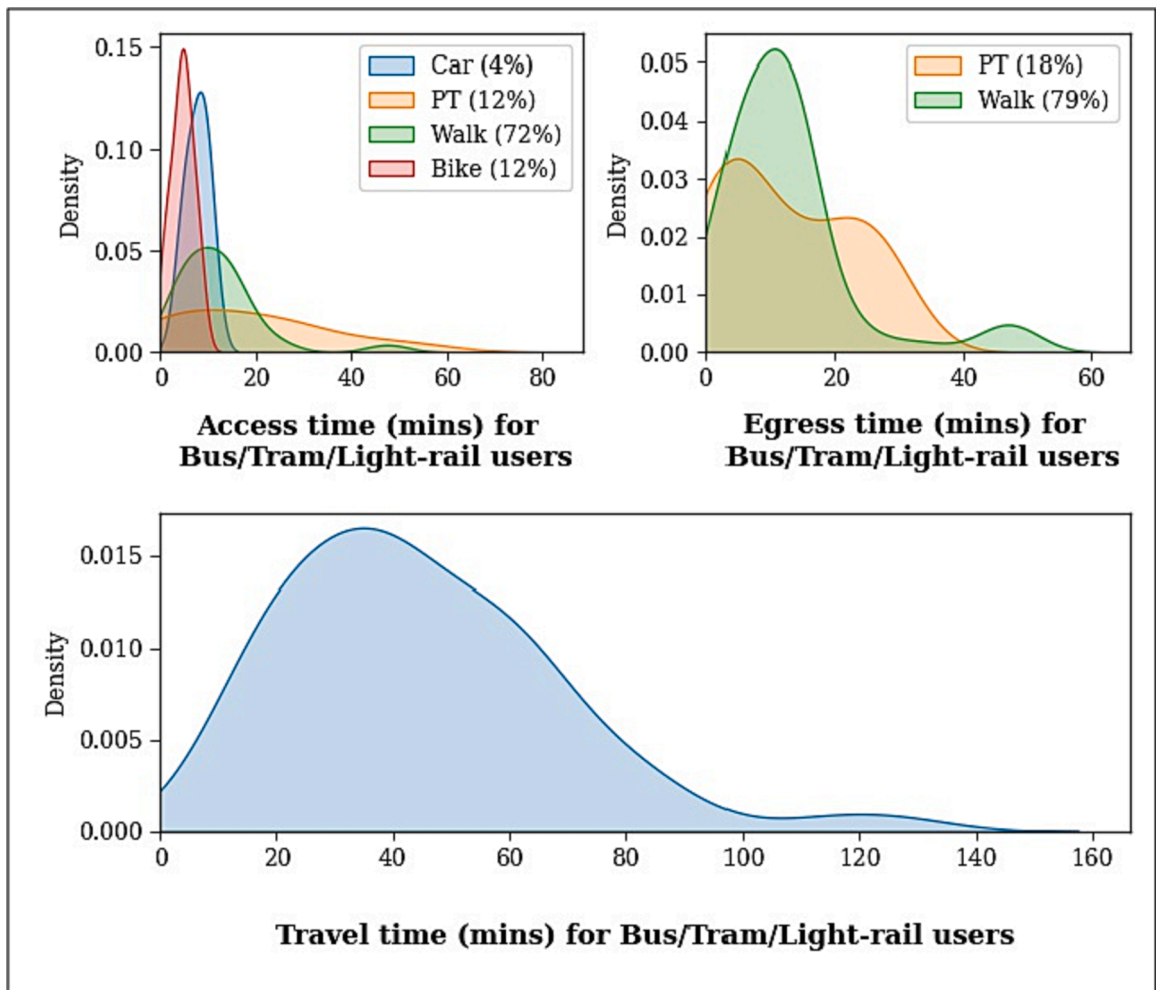 0.15
0.10
0.05
0.00
Density
Car (4%)
PT (12%)
Walk (72%)
Bike (12%)
0 20 40 60 80
Access time (mins) for
Bus/Tram/Light-rail users
0.05
0.04
0.03
0.02
0.01
0.00
Density
PT (18%)
Walk (79%)
0 20 40 60
Egress time (mins) for
Bus/Tram/Light-rail users
0.015
0.010
0.005
0.000
Density
0 20 40 60 80 100 120 140 160
Travel time (mins) for Bus/Tram/Light-rail users